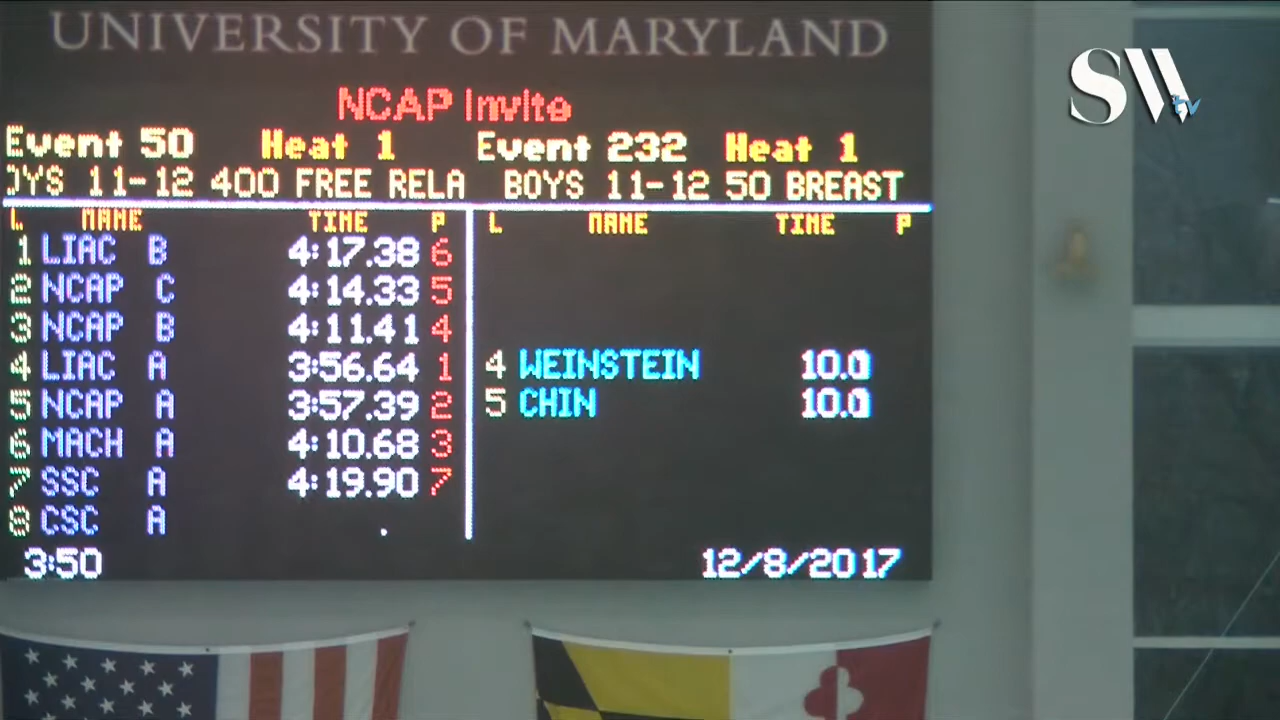 UNIVERSITY OF MARYLAND
SW
tv
NCAP Invite
Event 50 Heat 1 Event 232 Heat 1
OYS 11-12 400 FREE RELA BOYS 11-12 50 BREAST
L NAME TIME P L NAME TIME P
1 LIAC B 4:17.38 6
2 NCAP C 4:14.33 5
3 NCAP B 4:11.41 4
4 LIAC A 3:56.64 1 4 WEINSTEIN 10.0
5 NCAP A 3:57.39 2 5 CHIN 10.0
6 MACH A 4:10.68 3
7 SSC A 4:19.90 7
8 CSC A
3:50 12/8/2017